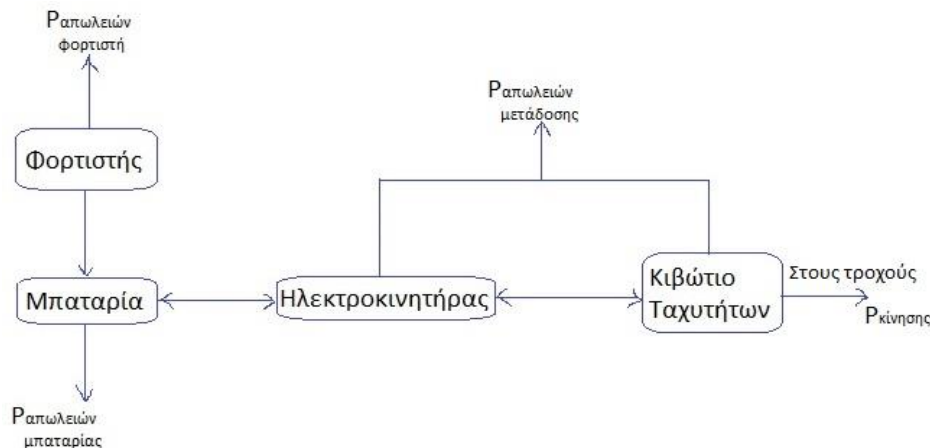 Pαπωλειών
φορτιστή
Pαπωλειών
μετάδοσης
Φορτιστής
Μπαταρία
Ηλεκτροκινητήρας
Κιβώτιο
Ταχυτήτων
Στους τροχούς
Pκίνησης
Pαπωλειών
μπαταρίας